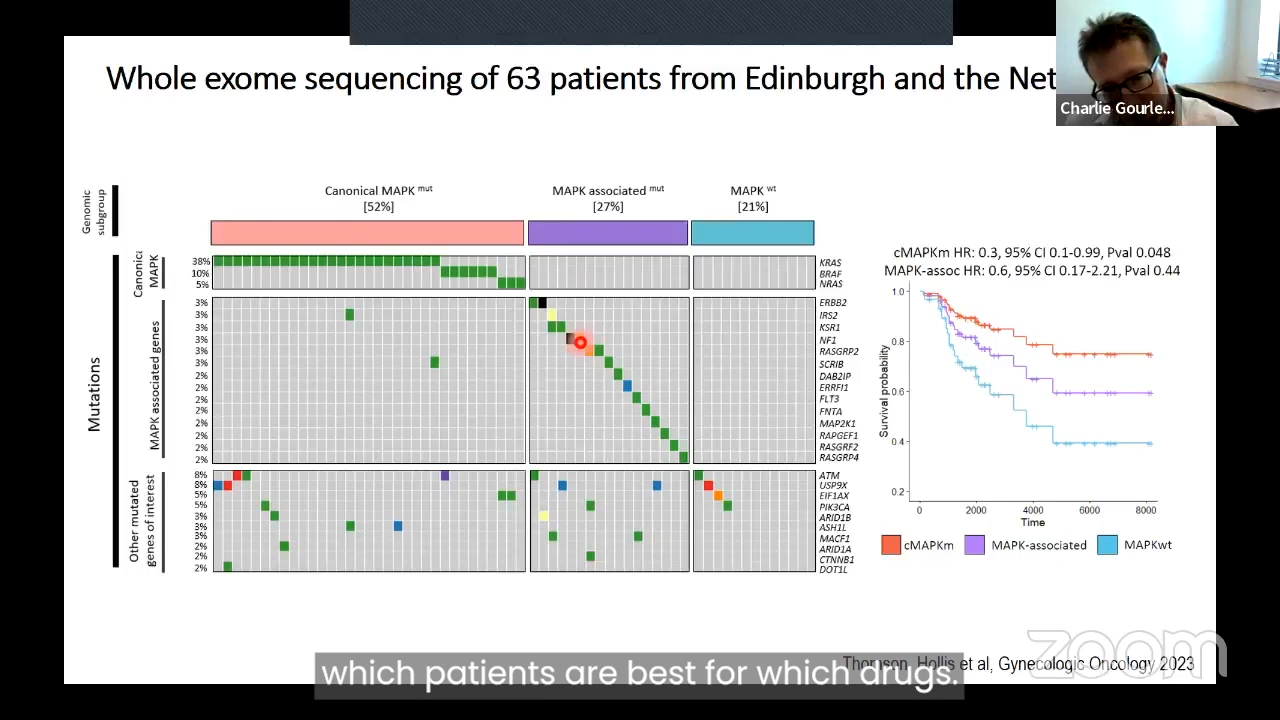 Whole exome sequencing of 63 patients from Edinburgh and the Net
Charlie Gourle...
Genomic
subgroup
Canonical MAPK mut
[52%]
MAPK associated mut
[27%]
MAPK wt
[21%]
Mutations
Canonica
MAPK
38%
10%
5%
KRAS
BRAF
NRAS
MAPK associated genes
3%
3%
3%
3%
3%
3%
2%
2%
2%
2%
2%
2%
2%
2%
ERBB2
IRS2
KSR1
NF1
RASGRP2
SCRIB
DAB2IP
ERRFI1
FLT3
FNTA
MAP2K1
RAPGEF1
RASGRF2
RASGRP4
Other mutated
genes of interest
8%
8%
5%
5%
3%
3%
3%
2%
2%
2%
ATM
USP9X
EIF1AX
PIK3CA
ARID1B
ASH1L
MACF1
ARID1A
CTNNB1
DOT1L
cMAPKm HR: 0.3, 95% CI 0.1-0.99, Pval 0.048
MAPK-assoc HR: 0.6, 95% CI 0.17-2.21, Pval 0.44
Survival probability
1.0
0.8
0.6
0.4
0.2
0 2000 4000 6000 8000
Time
cMAPKm MAPK-associated MAPKwt
Thomson, Hollis et al, Gynecologic Oncology 2023
zoom
which patients are best for which drugs.